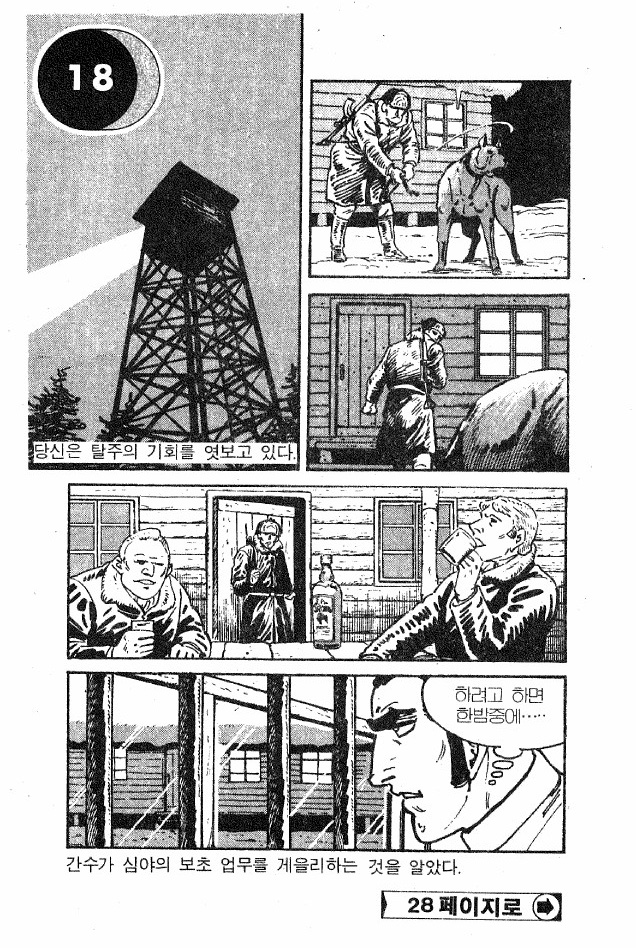 18
당신은 탈주의 기회를 엿보고 있다.
하려고 하면
한밤중에·····
간수가 심야의 보초 업무를 게을리하는 것을 알았다.
28 페이지로